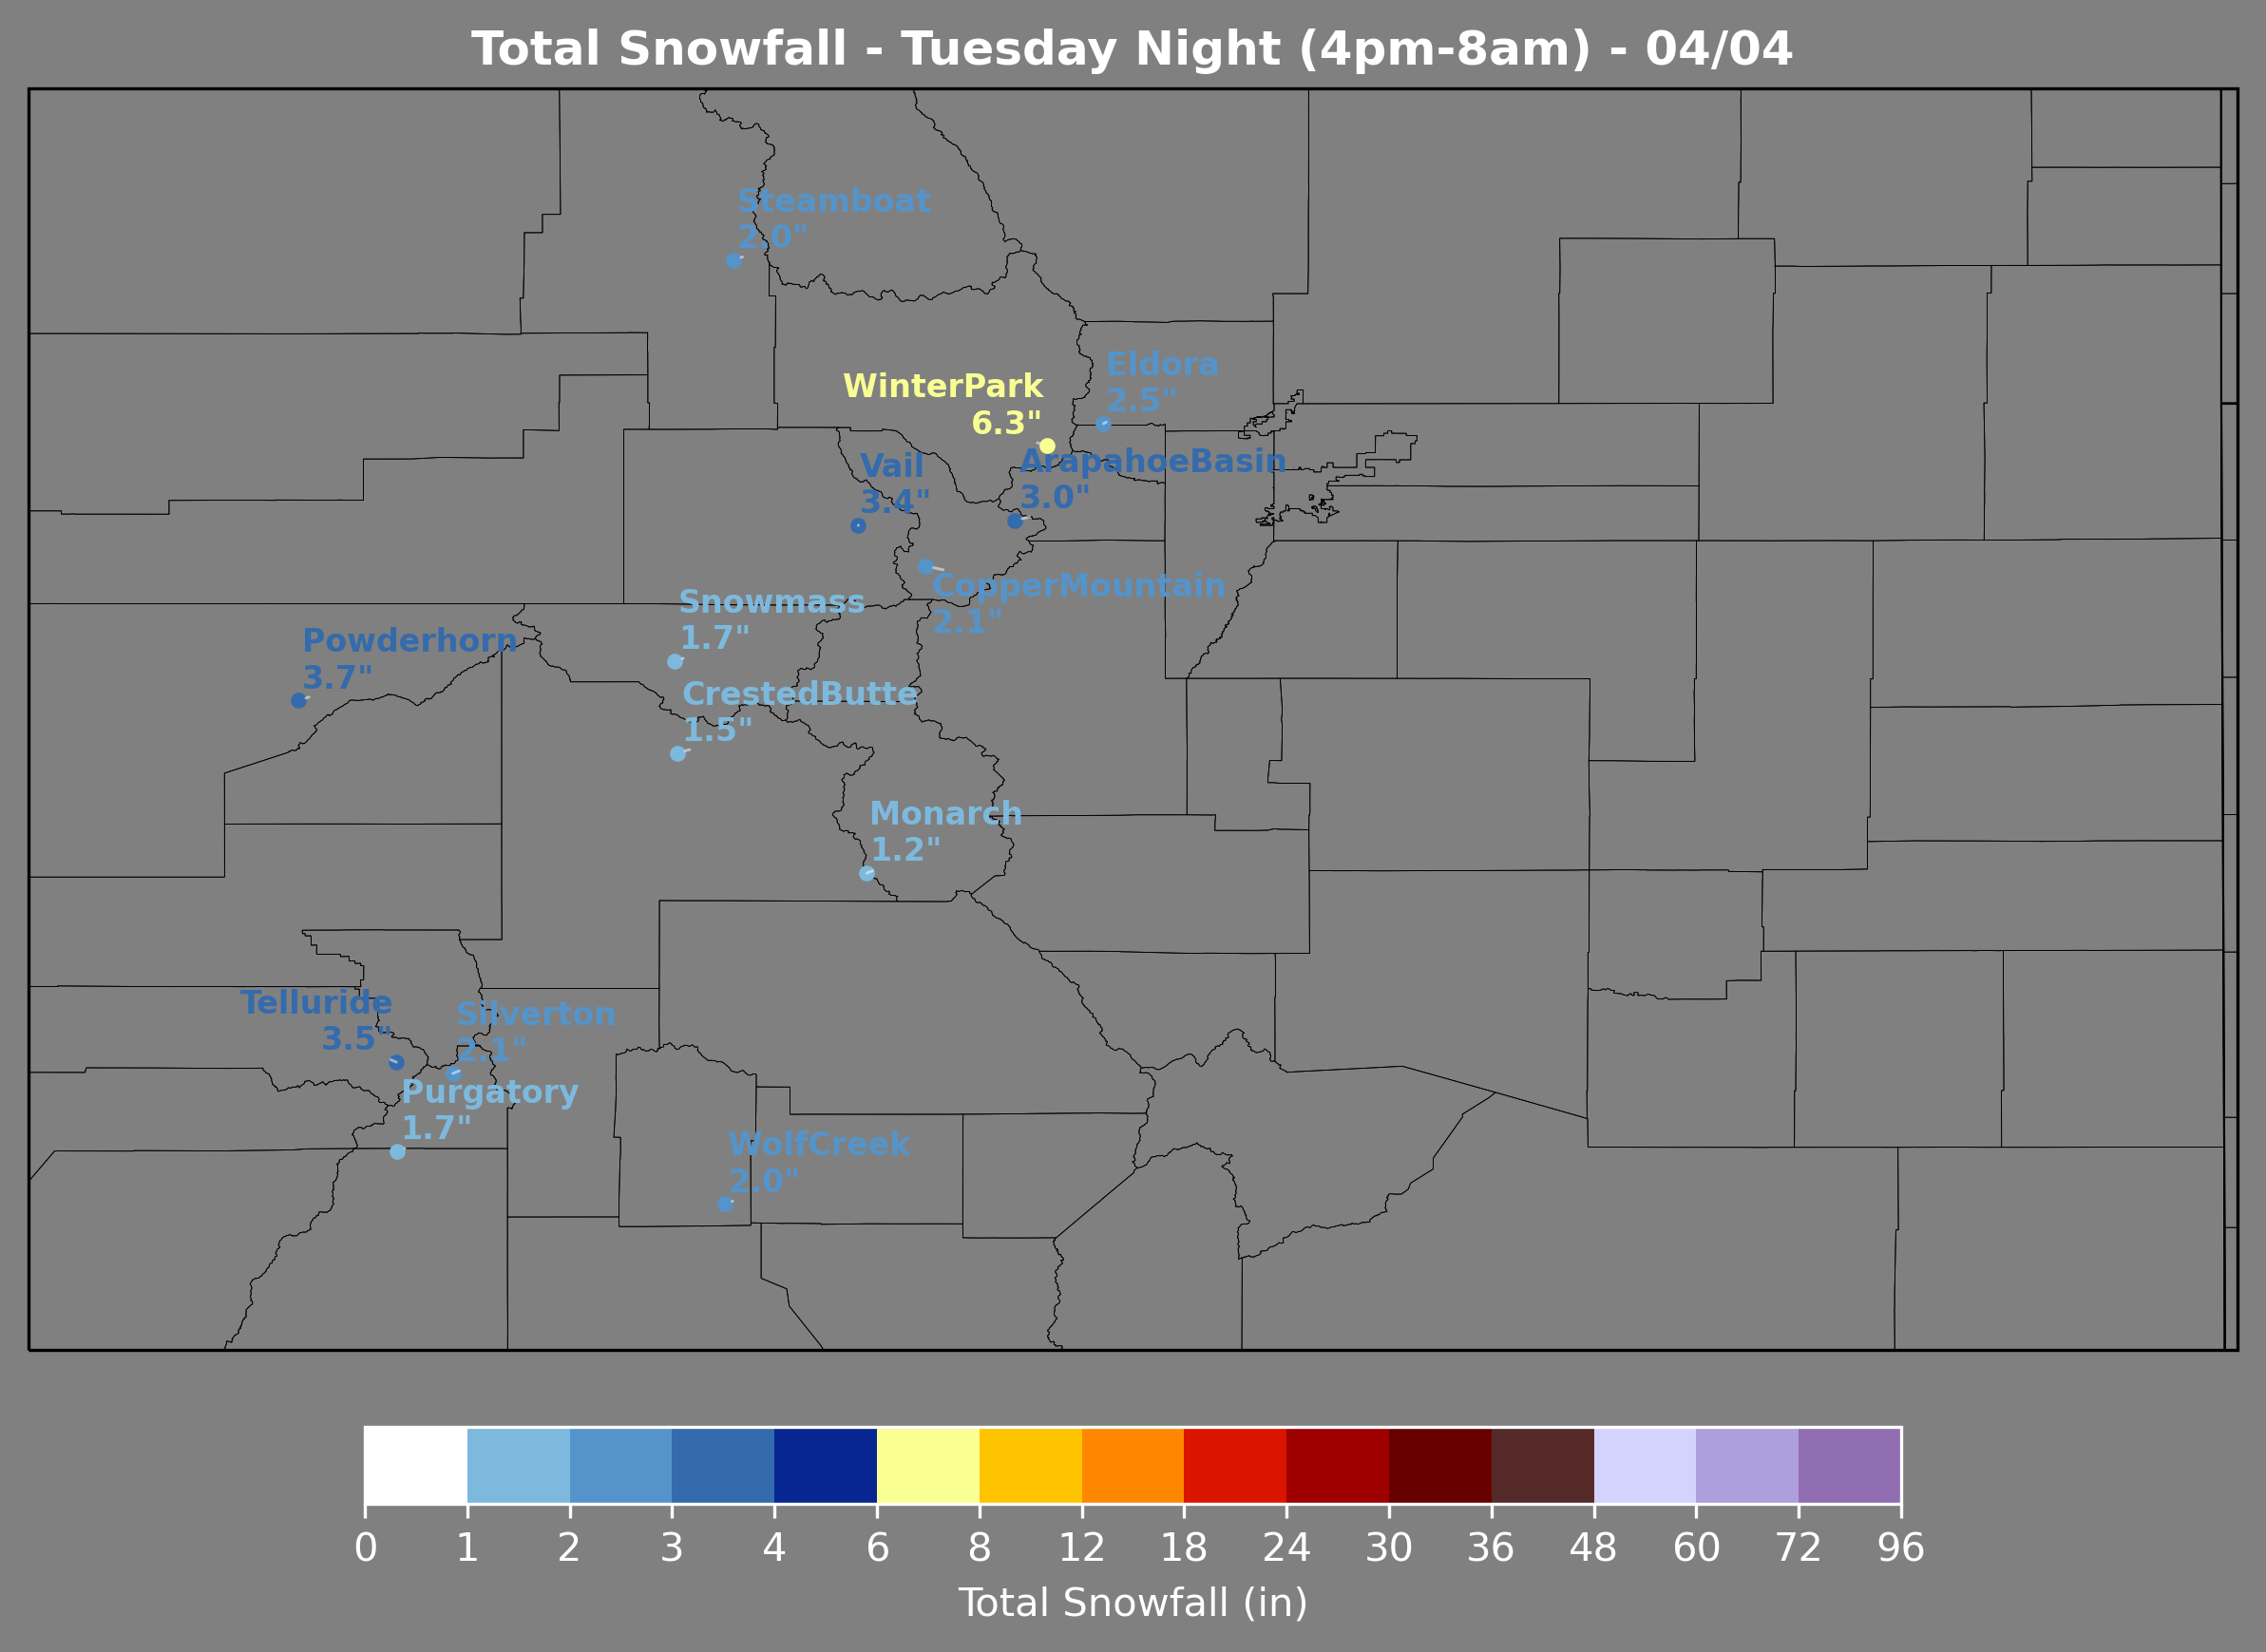 Total Snowfall - Tuesday Night (4pm-8am) - 04/04
Steamboat
2.0"
Eldora
2.5"
WinterPark
6.3"
Vail
3.4"
ArapahoeBasin
3.0"
CopperMountain
2.1"
Snowmass
1.7"
Powderhorn
3.7"
CrestedButte
1.5"
Monarch
1.2"
Telluride
3.5"
Silverton
2.1"
Purgatory
1.7"
WolfCreek
2.0"
0 1 2 3 4 6 8 12 18 24 30 36 48 60 72 96
Total Snowfall (in)